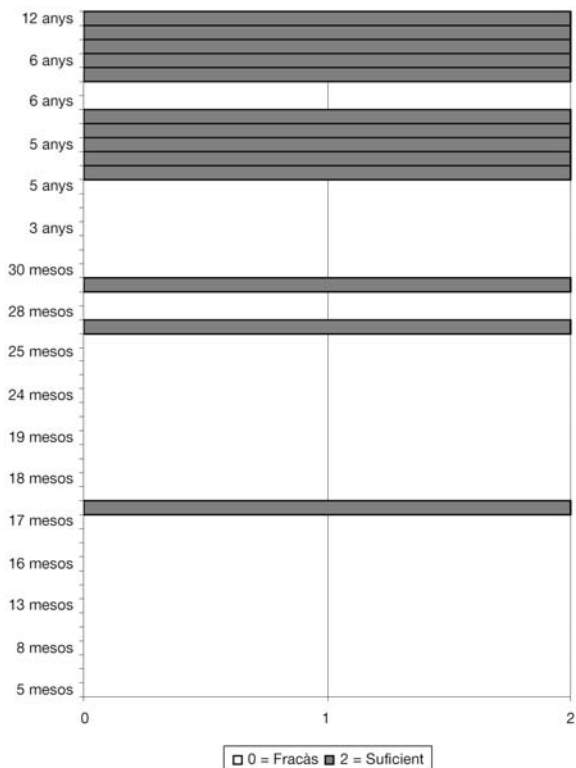 12 anys
6 anys
6 anys
5 anys
5 anys
3 anys
30 mesos
28 mesos
25 mesos
24 mesos
19 mesos
18 mesos
17 mesos
16 mesos
13 mesos
8 mesos
5 mesos
0 1 2
0 = Fracàs 2 = Suficient